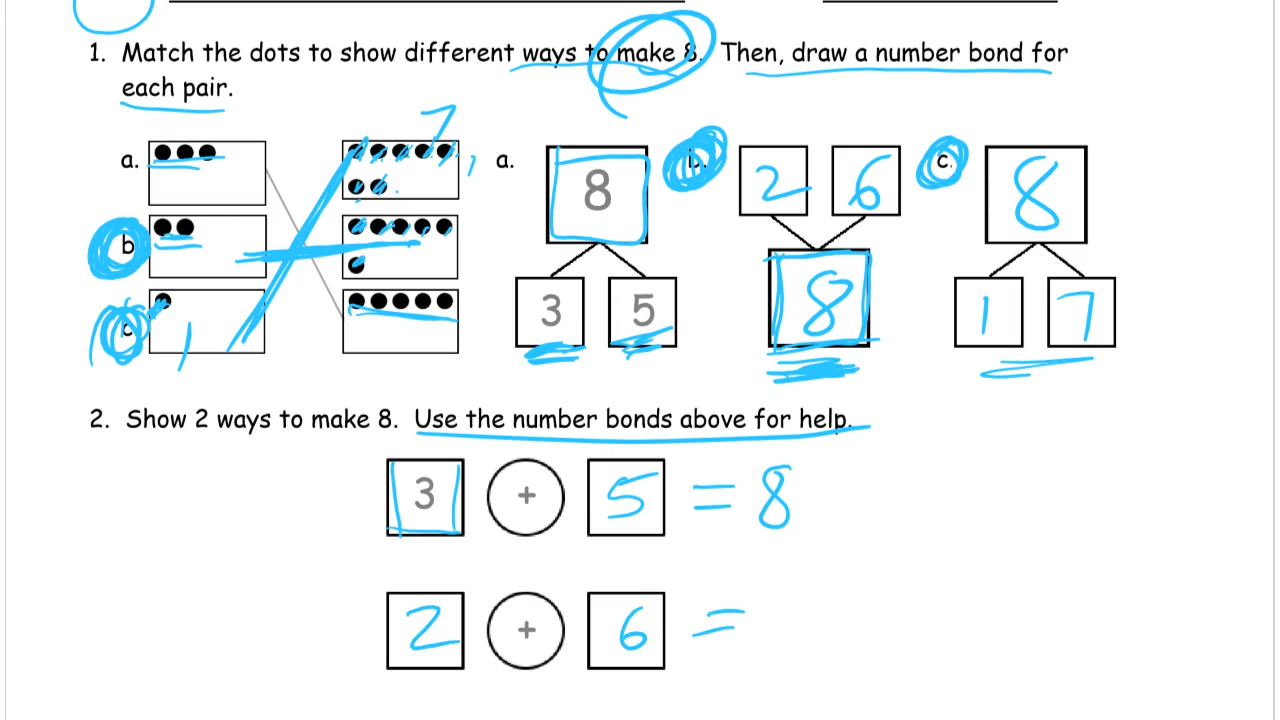 1. Match the dots to show different ways to make 8. Then, draw a number bond for
each pair.
a. 7
b
c 1
a. 8
3 5
b. 2 6
8
c. 8
1 7
2. Show 2 ways to make 8. Use the number bonds above for help.
3 + 5 = 8
2 + 6 =